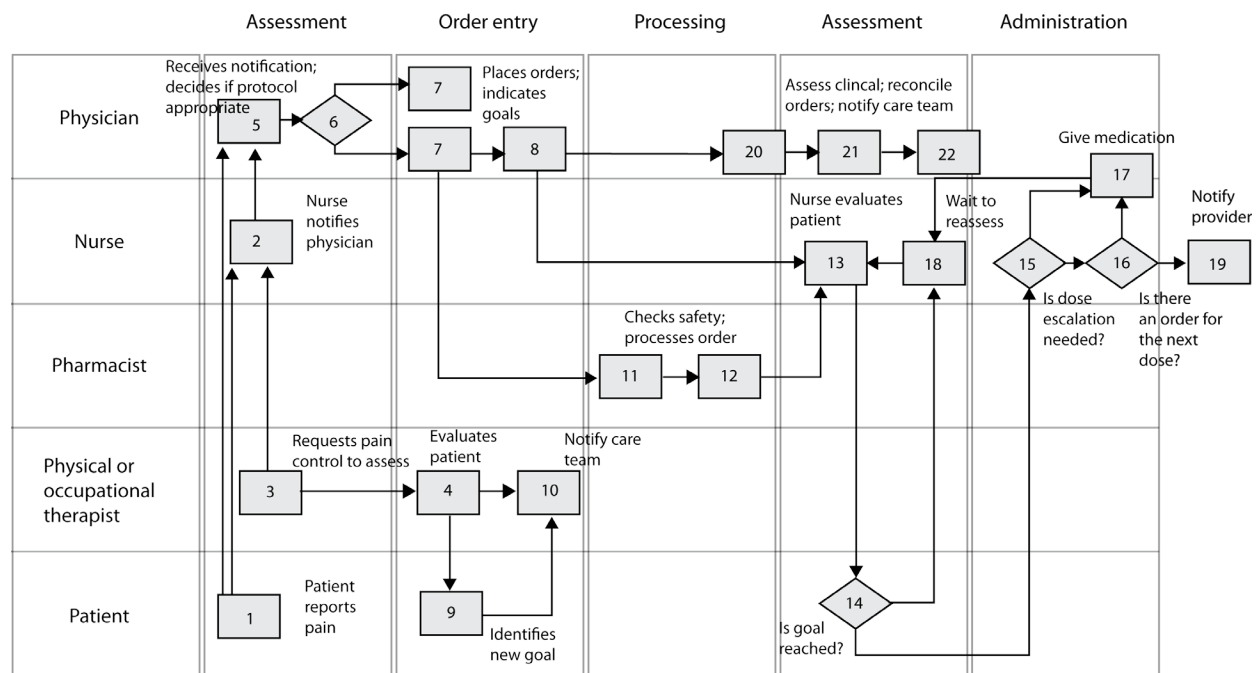 Assessment
Order entry
Processing
Assessment
Administration
Physician
Receives notification;
decides if protocol
appropriate
5
6
7
7
Places orders;
indicates
goals
8
20
Assess clincal; reconcile
orders; notify care team
21
22
Give medication
17
Nurse
2
Nurse
notifies
physician
Nurse evaluates
patient
13
Wait to
reassess
18
15
16
Notify
provider
19
Is dose
escalation
needed?
Is there
an order for
the next
dose?
Pharmacist
Checks safety;
processes order
11
12
Physical or
occupational
therapist
3
Requests pain
control to assess
Evaluates
patient
4
Notify care
team
10
Patient
1
Patient
reports
pain
9
Identifies
new goal
14
Is goal
reached?